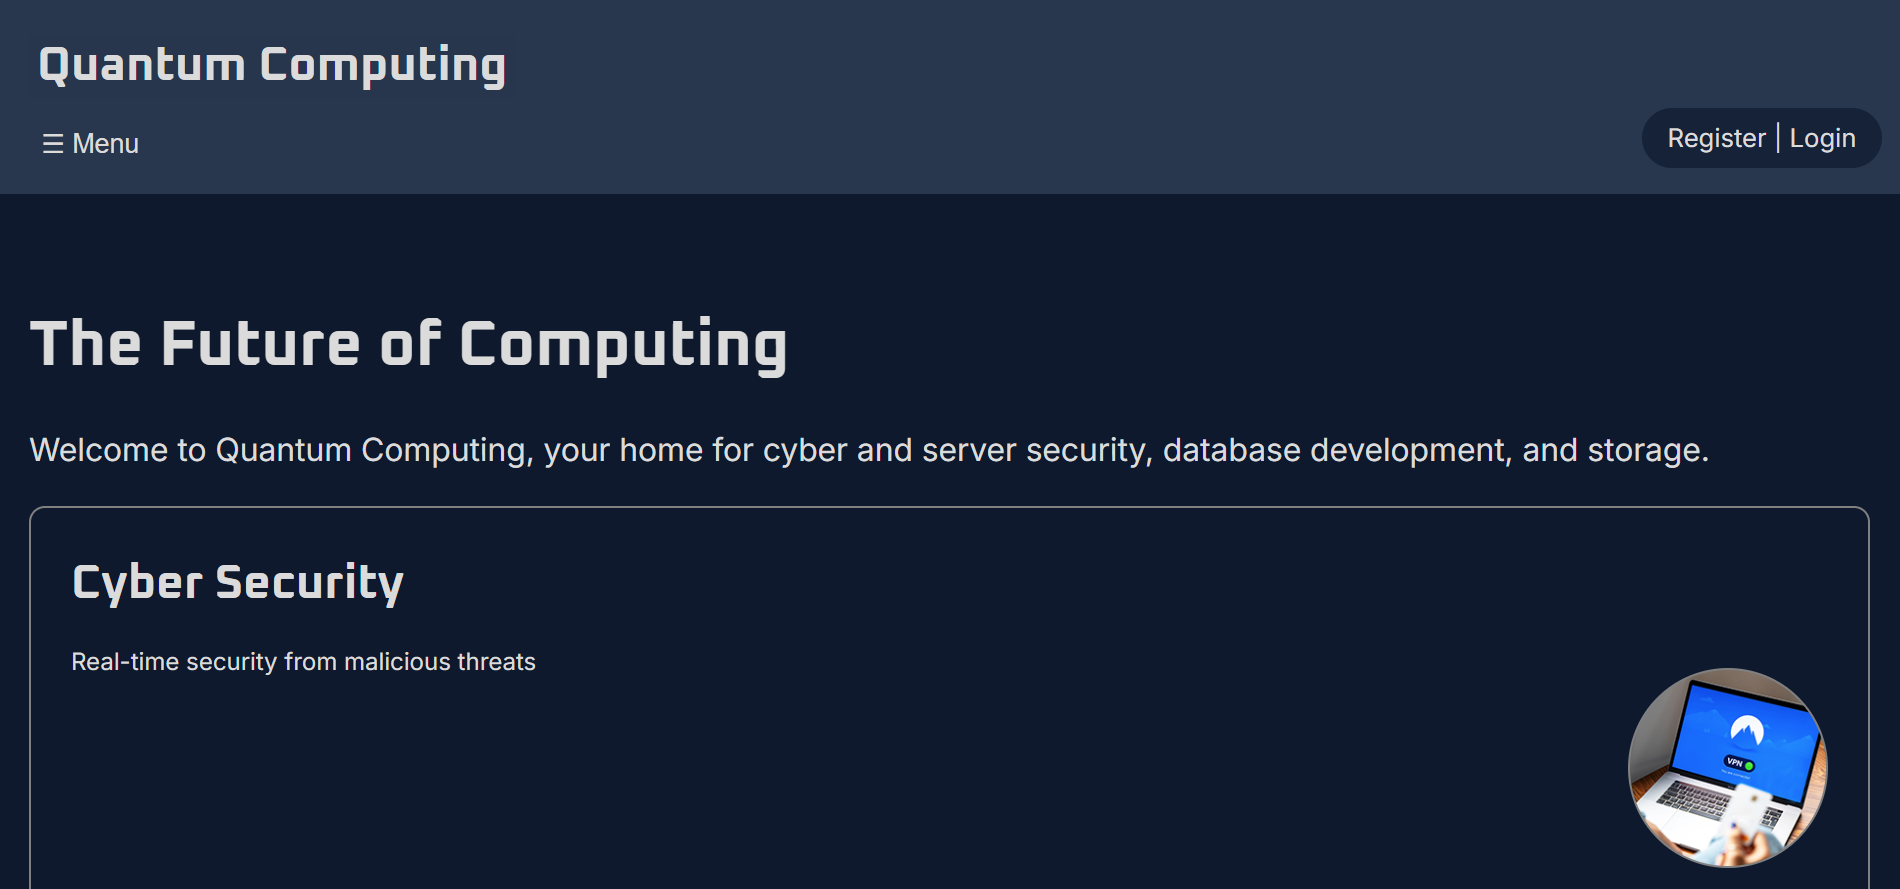 Quantum Computing
☰ Menu
Register | Login
The Future of Computing
Welcome to Quantum Computing, your home for cyber and server security, database development, and storage.
Cyber Security
Real-time security from malicious threats
VPN